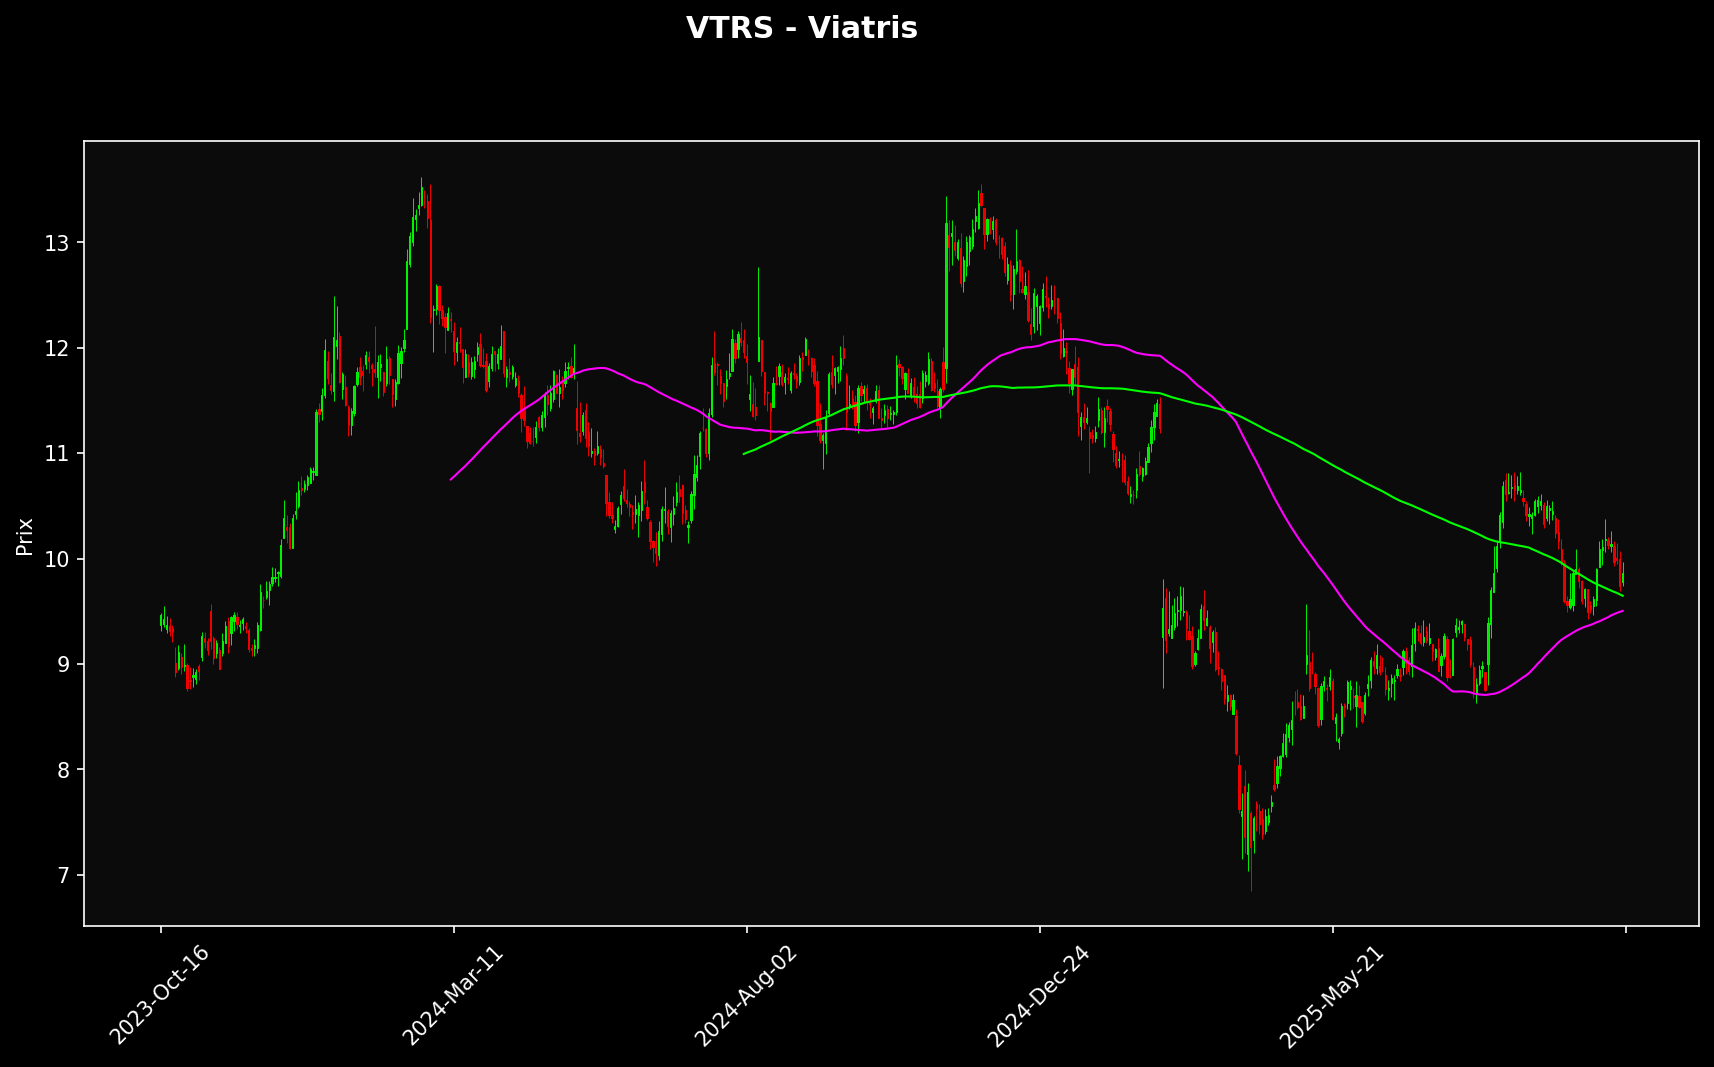 VTRS - Viatris
Prix
13
12
11
10
9
8
7
2023-Oct-16
2024-Mar-11
2024-Aug-02
2024-Dec-24
2025-May-21